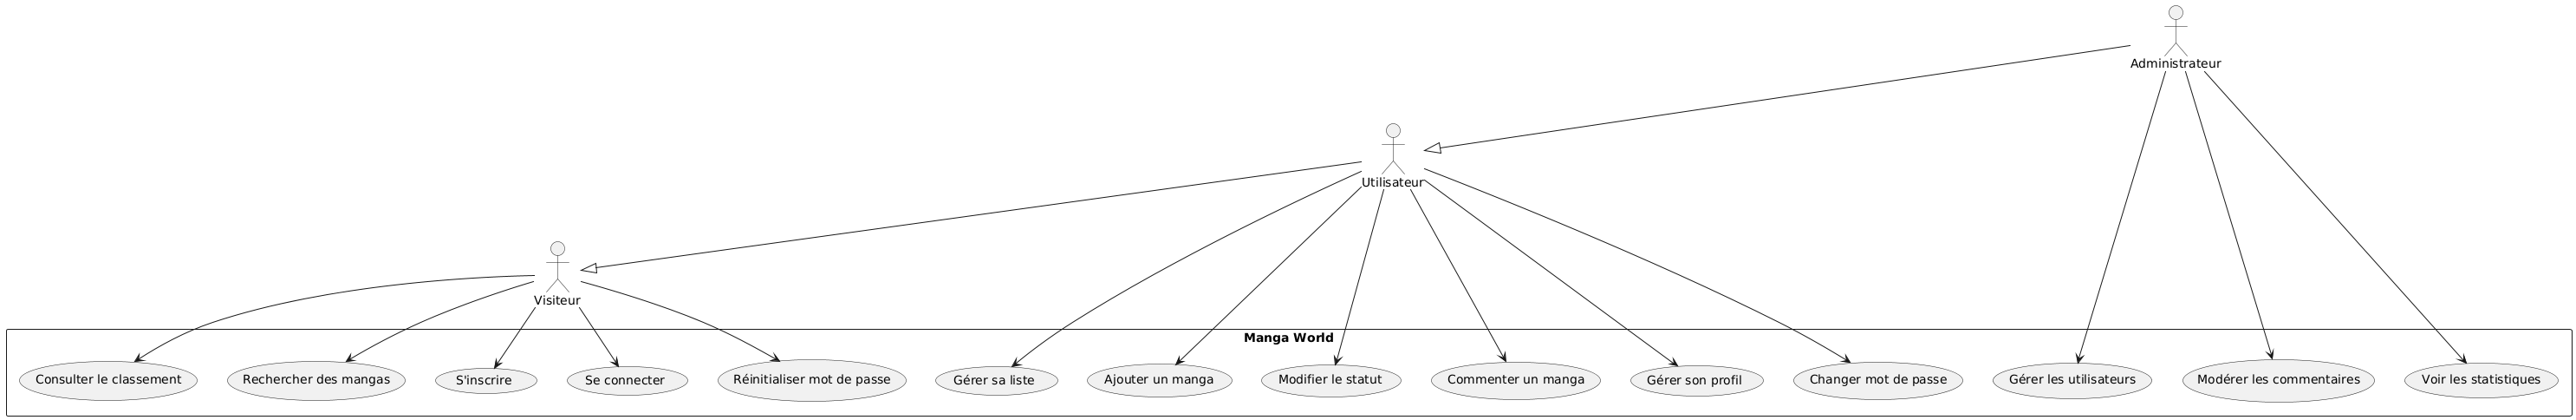 Administrateur
Utilisateur
Visiteur
Manga World
Consulter le classement
Rechercher des mangas
S'inscrire
Se connecter
Réinitialiser mot de passe
Gérer sa liste
Ajouter un manga
Modifier le statut
Commenter un manga
Gérer son profil
Changer mot de passe
Gérer les utilisateurs
Modérer les commentaires
Voir les statistiques